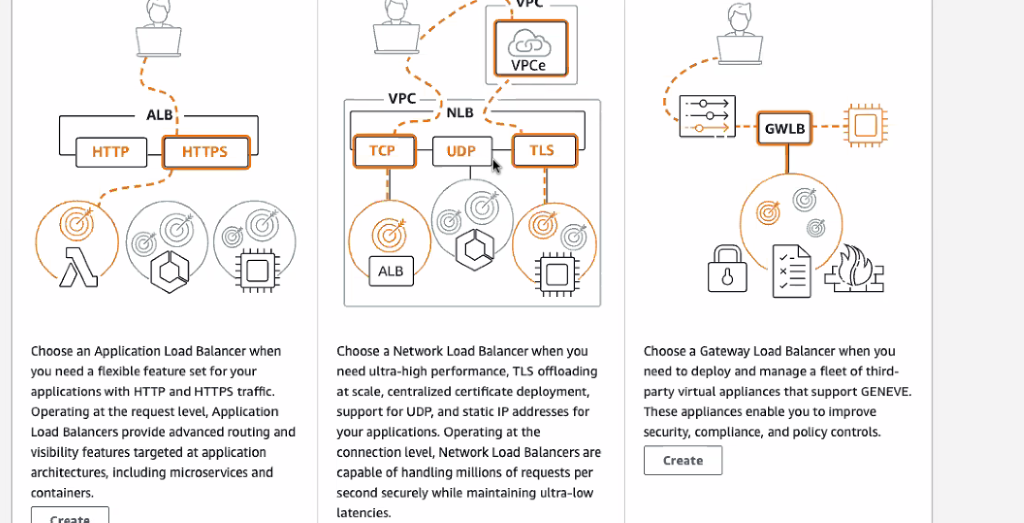 ALB
HTTP
HTTPS
Choose an Application Load Balancer when
you need a flexible feature set for your
applications with HTTP and HTTPS traffic.
Operating at the request level, Application
Load Balancers provide advanced routing and
visibility features targeted at application
architectures, including microservices and
containers.
Create
VPC
VPCe
VPC
NLB
TCP
UDP
TLS
ALB
Choose a Network Load Balancer when you
need ultra-high performance, TLS offloading
at scale, centralized certificate deployment,
support for UDP, and static IP addresses for
your applications. Operating at the
connection level, Network Load Balancers are
capable of handling millions of requests per
second securely while maintaining ultra-low
latencies.
GWLB
Choose a Gateway Load Balancer when you
need to deploy and manage a fleet of third-
party virtual appliances that support GENEVE.
These appliances enable you to improve
security, compliance, and policy controls.
Create